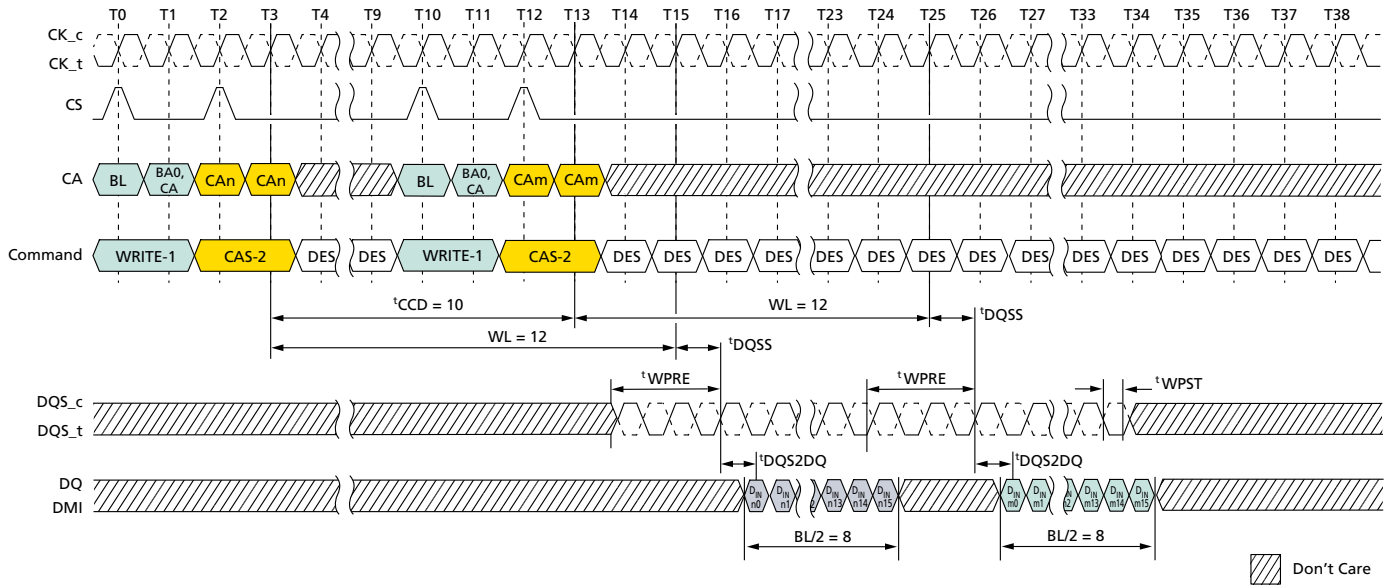 T0 T1 T2 T3 T4 T9 T10 T11 T12 T13 T14 T15 T16 T17 T23 T24 T25 T26 T27 T33 T34 T35 T36 T37 T38
CK_c
CK_t
CS
CA BL BA0, CA CAn CAn BL BA0, CA CAm CAm
Command WRITE-1 CAS-2 DES DES WRITE-1 CAS-2 DES DES DES DES DES DES DES DES DES DES DES DES DES DES DES
tCCD = 10 WL = 12 tDQSS
WL = 12 tDQSS
tWPRE tWPRE tWPST
DQS_c
DQS_t
tDQS2DQ tDQS2DQ
DQ
DMI
DIN n0 DIN n1 DIN n13 DIN n14 DIN n15 DIN m0 DIN m1 DIN m13 DIN m14 DIN m15
BL/2 = 8 BL/2 = 8
Don't Care